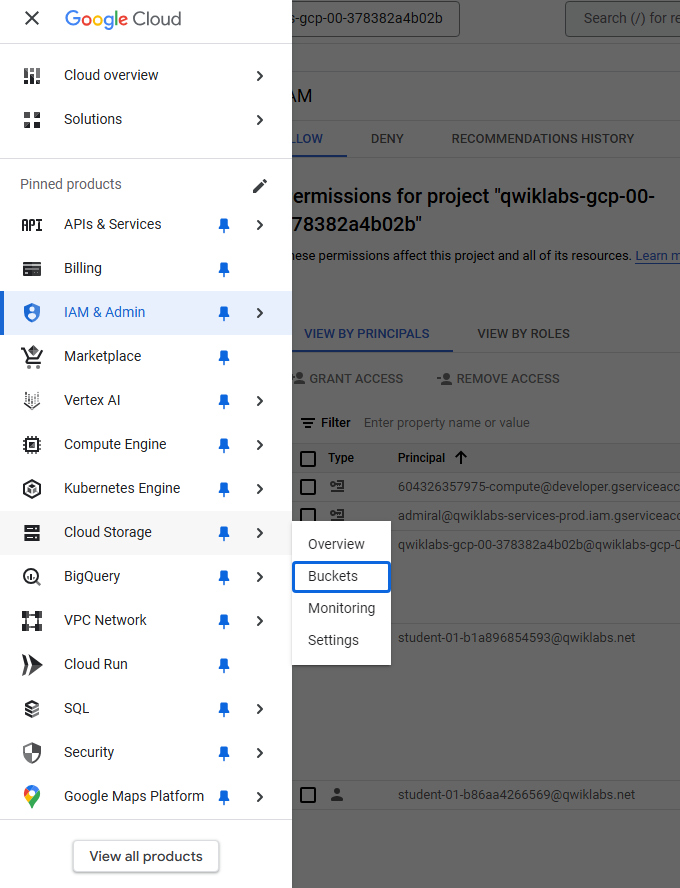 Google Cloud
s-gcp-00-378382a4b02b
Search (/) for re
Cloud overview
Solutions
Pinned products
API APIs & Services
Billing
IAM & Admin
Marketplace
Vertex AI
Compute Engine
Kubernetes Engine
Cloud Storage
BigQuery
VPC Network
Cloud Run
SQL
Security
Google Maps Platform
View all products
Overview
Buckets
Monitoring
Settings
AM
LLOW DENY RECOMMENDATIONS HISTORY
ermissions for project "qwiklabs-gcp-00-
378382a4b02b"
hese permissions affect this project and all of its resources. Learn m
VIEW BY PRINCIPALS VIEW BY ROLES
GRANT ACCESS REMOVE ACCESS
Filter Enter property name or value
Type Principal
604326357975-compute@developer.gserviceacc
admiral@qwiklabs-services-prod.iam.gserviceacc
qwiklabs-gcp-00-378382a4b02b@qwiklabs-gcp-0
student-01-b1a896854593@qwiklabs.net
student-01-b86aa4266569@qwiklabs.net